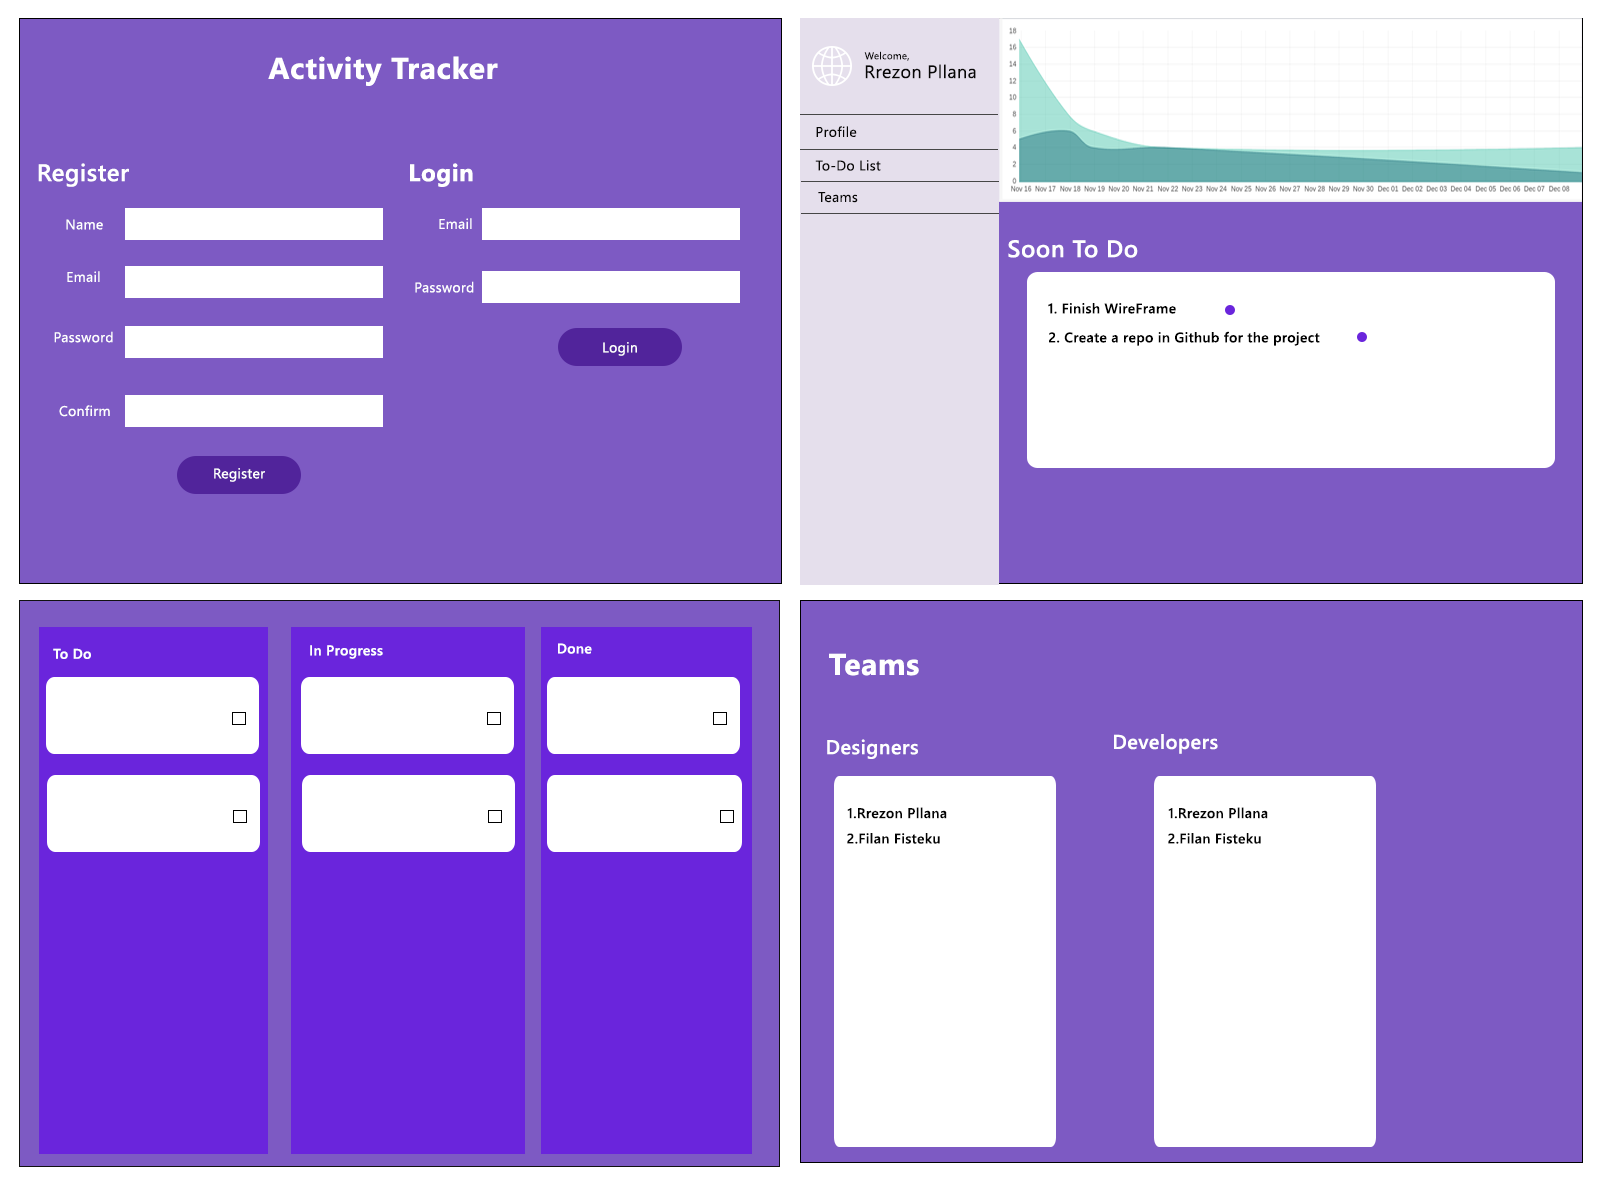 Activity Tracker
Register
Name
Email
Password
Confirm
Register
Login
Email
Password
Login
Welcome,
Rrezon Pllana
Profile
To-Do List
Teams
18
16
14
12
10
8
6
4
2
0
Nov 16 Nov 17 Nov 18 Nov 19 Nov 20 Nov 21 Nov 22 Nov 23 Nov 24 Nov 25 Nov 26 Nov 27 Nov 28 Nov 29 Nov 30 Dec 01 Dec 02 Dec 03 Dec 04 Dec 05 Dec 06 Dec 07 Dec 08
Soon To Do
1. Finish WireFrame
2. Create a repo in Github for the project
To Do
In Progress
Done
Teams
Designers
1.Rrezon Pllana
2.Filan Fisteku
Developers
1.Rrezon Pllana
2.Filan Fisteku